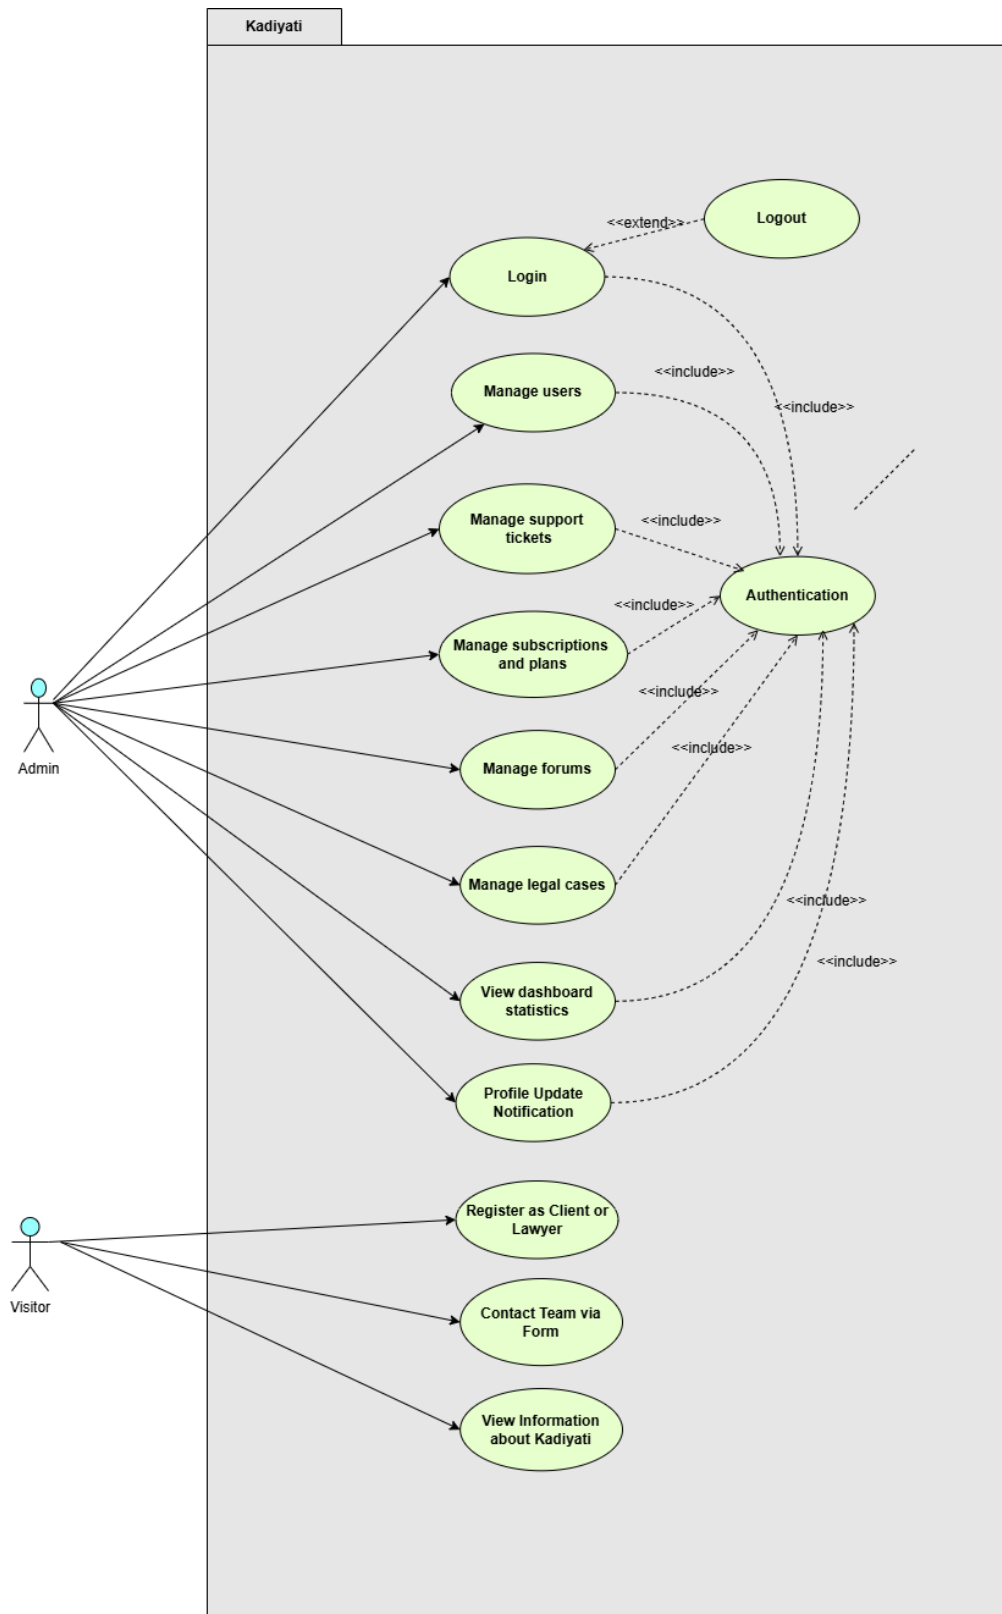 Kadiyati
Logout
<<extend>>
Login
<<include>>
Manage users
<<include>>
Manage support
tickets
<<include>>
Authentication
<<include>>
Manage subscriptions
and plans
<<include>>
Admin
Manage forums
<<include>>
Manage legal cases
<<include>>
View dashboard
statistics
<<include>>
Profile Update
Notification
Register as Client or
Lawyer
Visitor
Contact Team via
Form
View Information
about Kadiyati